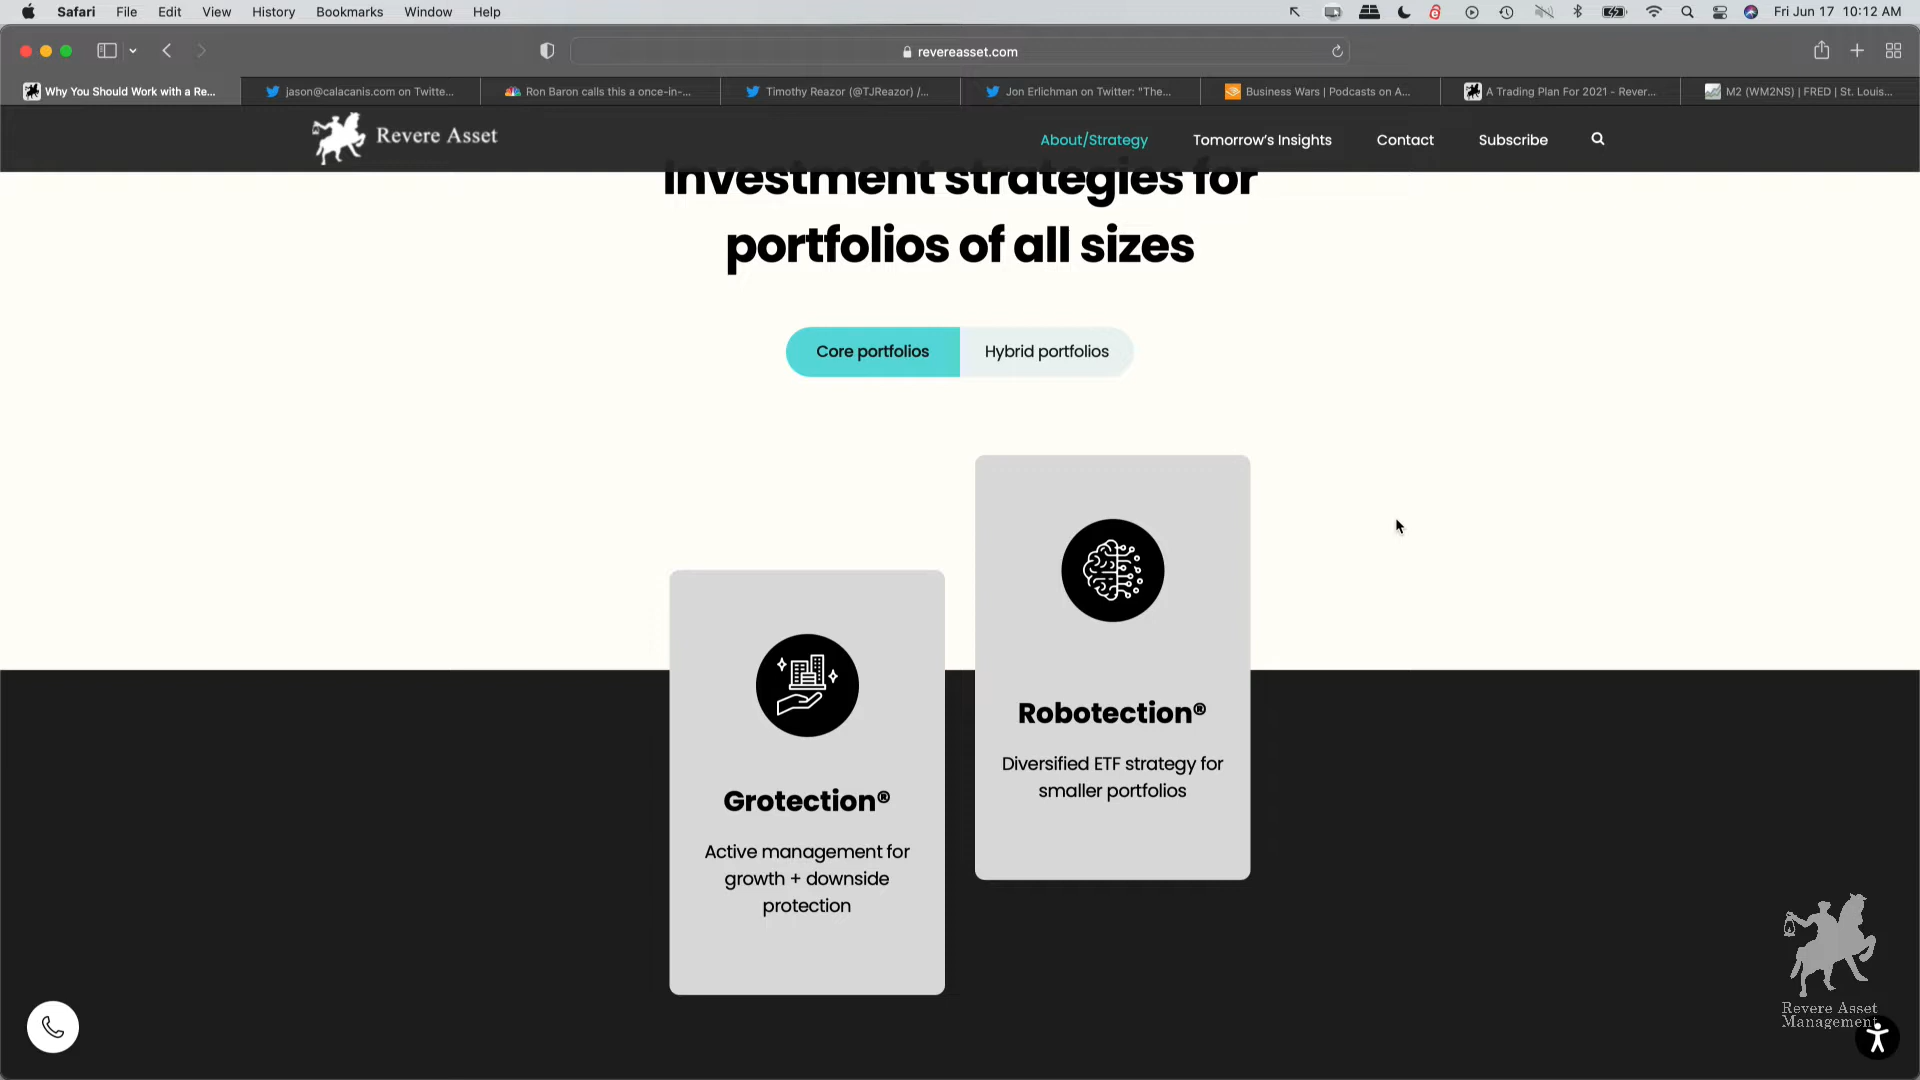 Safari File Edit View History Bookmarks Window Help
Fri Jun 17 10:12 AM
revereasset.com
Why You Should Work with a Re...
jason@calacanis.com on Twitte...
Ron Baron calls this a once-in-...
Timothy Reazor (@TJReazor) /...
Jon Erlichman on Twitter: "The...
Business Wars | Podcasts on A...
A Trading Plan For 2021 - Rever...
M2 (WM2NS) | FRED | St. Louis...
Revere Asset
About/Strategy
Tomorrow's Insights
Contact
Subscribe
Investment strategies for
portfolios of all sizes
Core portfolios
Hybrid portfolios
Robotection®
Diversified ETF strategy for
smaller portfolios
Grotection®
Active management for
growth + downside
protection
Revere Asset
Management